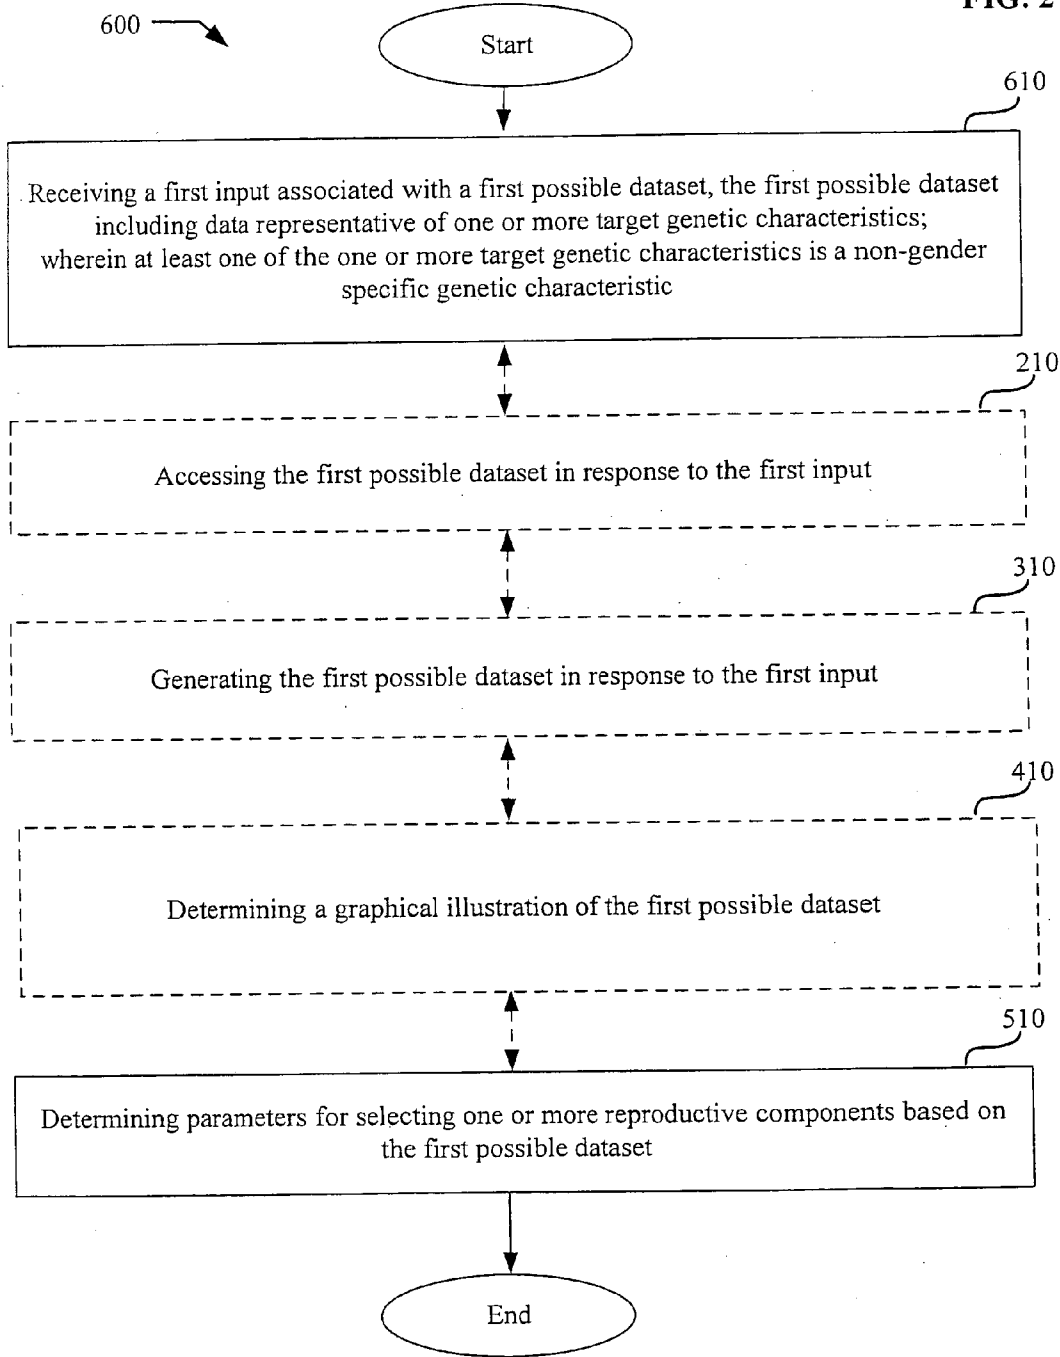 FIG. 2
600
Start
610
Receiving a first input associated with a first possible dataset, the first possible dataset
including data representative of one or more target genetic characteristics;
wherein at least one of the one or more target genetic characteristics is a non-gender
specific genetic characteristic
210
Accessing the first possible dataset in response to the first input
310
Generating the first possible dataset in response to the first input
410
Determining a graphical illustration of the first possible dataset
510
Determining parameters for selecting one or more reproductive components based on
the first possible dataset
End